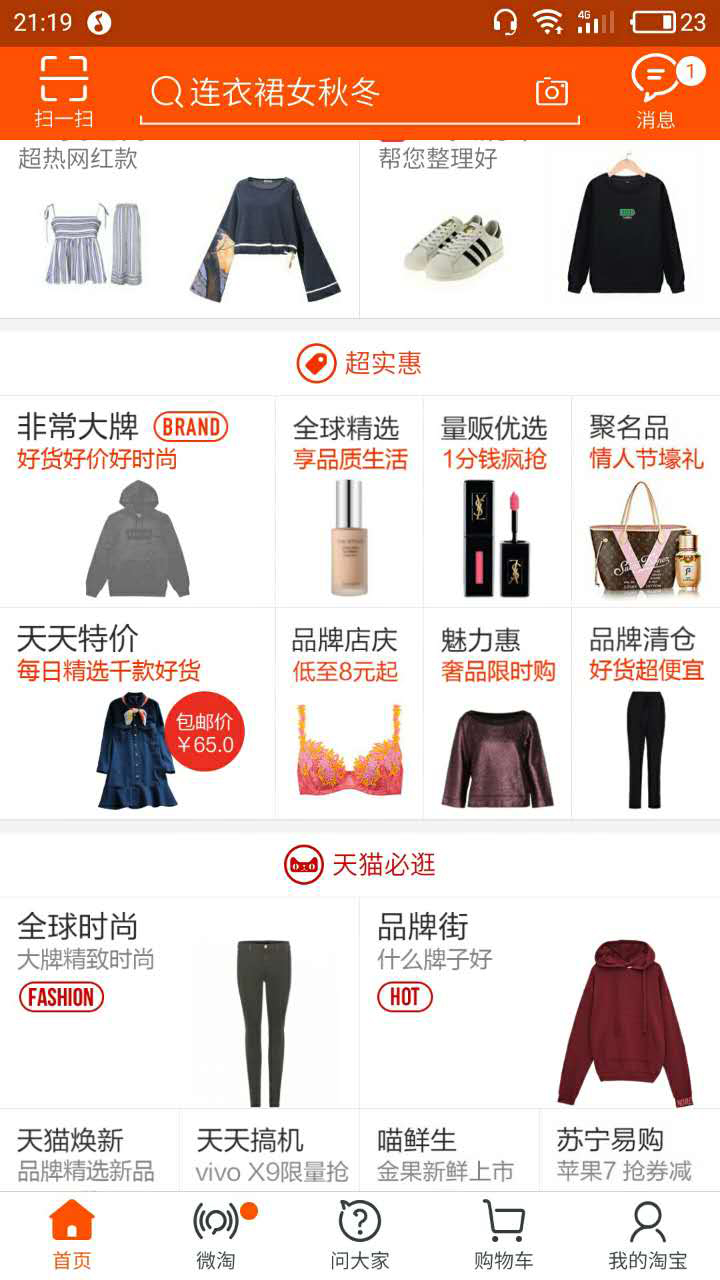 21:19
4G
23
扫一扫
连衣裙女秋冬
1
消息
超热网红款
帮您整理好
超实惠
非常大牌 BRAND
好货好价好时尚
全球精选
享品质生活
量贩优选
1分钱疯抢
聚名品
情人节壕礼
YSL
天天特价
每日精选千款好货
包邮价
￥65.0
品牌店庆
低至8元起
魅力惠
奢品限时购
品牌清仓
好货超便宜
天猫必逛
全球时尚
大牌精致时尚
FASHION
品牌街
什么牌子好
HOT
天猫焕新
品牌精选新品
天天搞机
vivo X9限量抢
喵鲜生
金果新鲜上市
苏宁易购
苹果7 抢券减
首页
微淘
问大家
购物车
我的淘宝